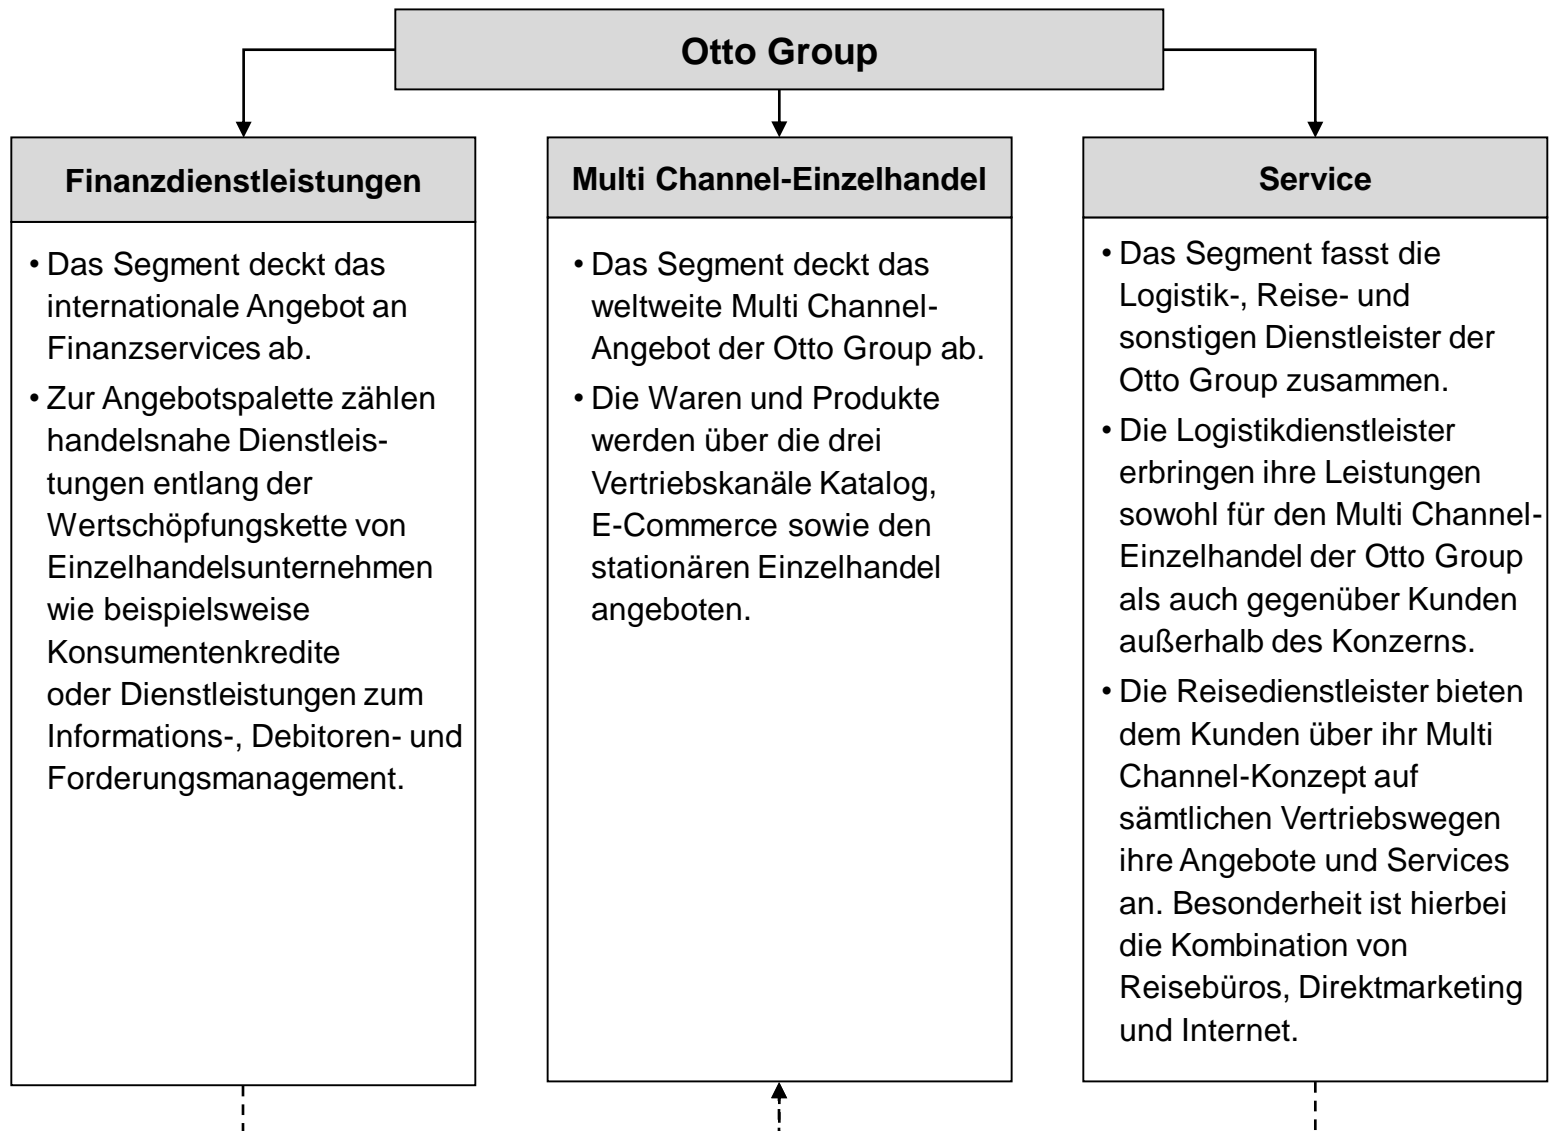 Otto Group
Finanzdienstleistungen
• Das Segment deckt das
internationale Angebot an
Finanzservices ab.
• Zur Angebotspalette zählen
handelsnahe Dienstleis-
tungen entlang der
Wertschöpfungskette von
Einzelhandelsunternehmen
wie beispielsweise
Konsumentenkredite
oder Dienstleistungen zum
Informations-, Debitoren- und
Forderungsmanagement.
Multi Channel-Einzelhandel
• Das Segment deckt das
weltweite Multi Channel-
Angebot der Otto Group ab.
• Die Waren und Produkte
werden über die drei
Vertriebskanäle Katalog,
E-Commerce sowie den
stationären Einzelhandel
angeboten.
Service
• Das Segment fasst die
Logistik-, Reise- und
sonstigen Dienstleister der
Otto Group zusammen.
• Die Logistikdienstleister
erbringen ihre Leistungen
sowohl für den Multi Channel-
Einzelhandel der Otto Group
als auch gegenüber Kunden
außerhalb des Konzerns.
• Die Reisedienstleister bieten
dem Kunden über ihr Multi
Channel-Konzept auf
sämtlichen Vertriebswegen
ihre Angebote und Services
an. Besonderheit ist hierbei
die Kombination von
Reisebüros, Direktmarketing
und Internet.